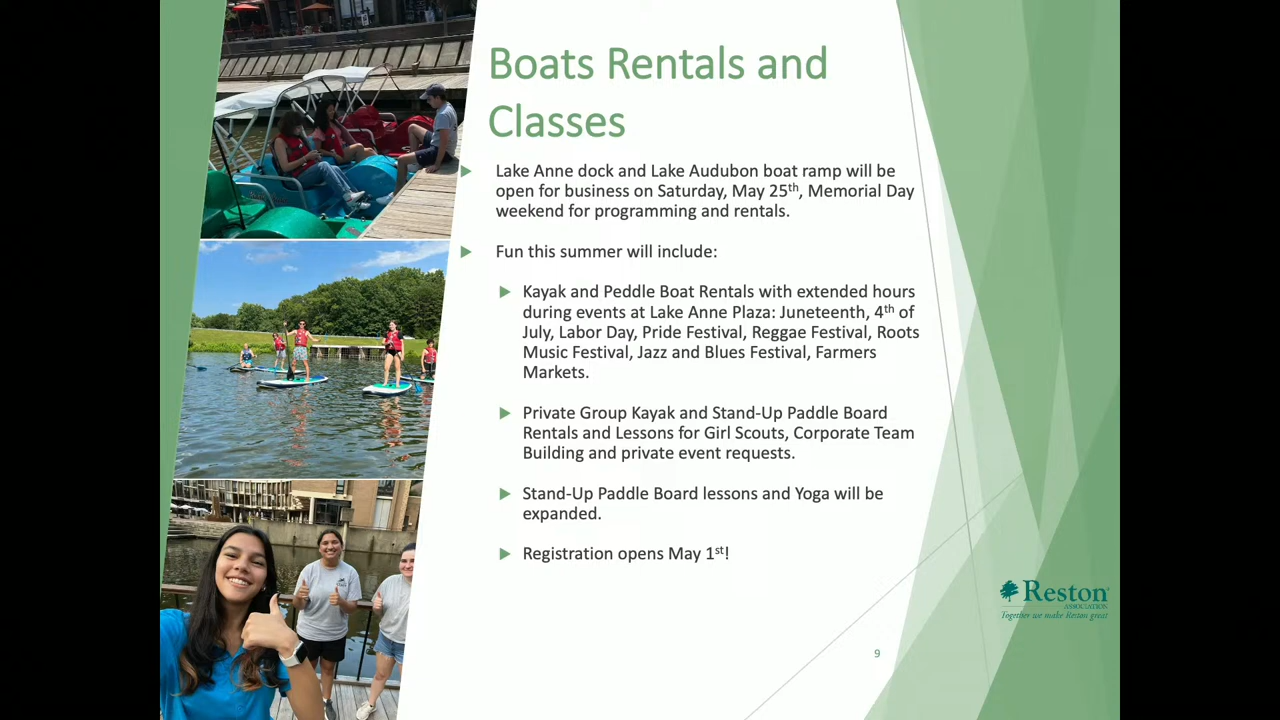 Boats Rentals and
Classes
Lake Anne dock and Lake Audubon boat ramp will be
open for business on Saturday, May 25th, Memorial Day
weekend for programming and rentals.
Fun this summer will include:
Kayak and Peddle Boat Rentals with extended hours
during events at Lake Anne Plaza: Juneteenth, 4th of
July, Labor Day, Pride Festival, Reggae Festival, Roots
Music Festival, Jazz and Blues Festival, Farmers
Markets.
Private Group Kayak and Stand-Up Paddle Board
Rentals and Lessons for Girl Scouts, Corporate Team
Building and private event requests.
Stand-Up Paddle Board lessons and Yoga will be
expanded.
Registration opens May 1st!
Reston
ASSOCIATION
Together we make Reston great
9